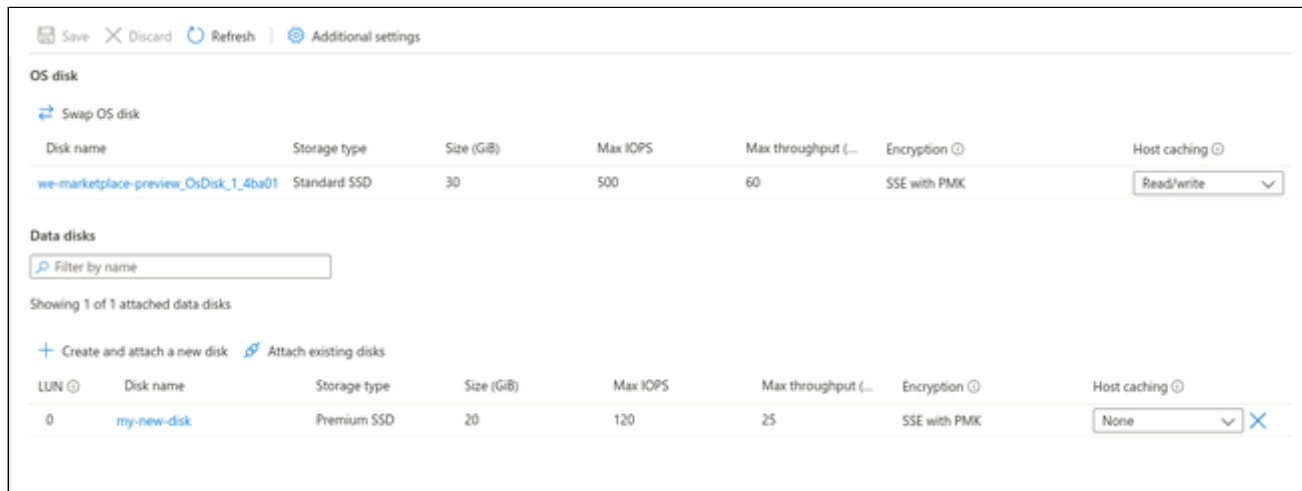 Save Discard Refresh Additional settings
OS disk
Swap OS disk
Disk name Storage type Size (GiB) Max IOPS Max throughput (... Encryption Host caching
we-marketplace-preview_OsDisk_1_4ba01 Standard SSD 30 500 60 SSE with PMK Read/write
Data disks
Filter by name
Showing 1 of 1 attached data disks
Create and attach a new disk Attach existing disks
LUN Disk name Storage type Size (GiB) Max IOPS Max throughput (... Encryption Host caching
0 my-new-disk Premium SSD 20 120 25 SSE with PMK None